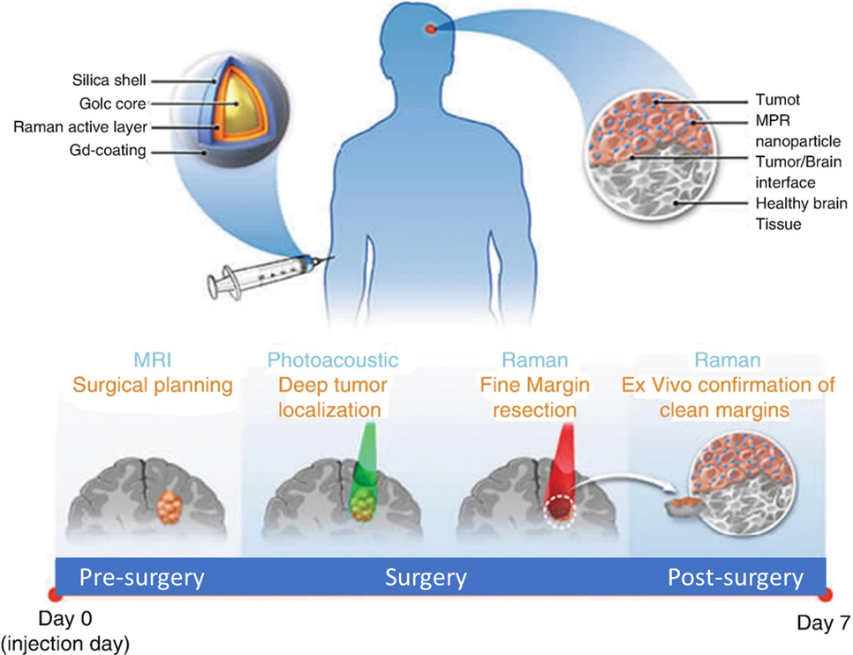 Silica shell
Golc core
Raman active layer
Gd-coating
Tumot
MPR
nanoparticle
Tumor/Brain
interface
Healthy brain
Tissue
MRI
Surgical planning
Photoacoustic
Deep tumor
localization
Raman
Fine Margin
resection
Raman
Ex Vivo confirmation of
clean margins
Pre-surgery
Surgery
Post-surgery
Day 0
(injection day)
Day 7